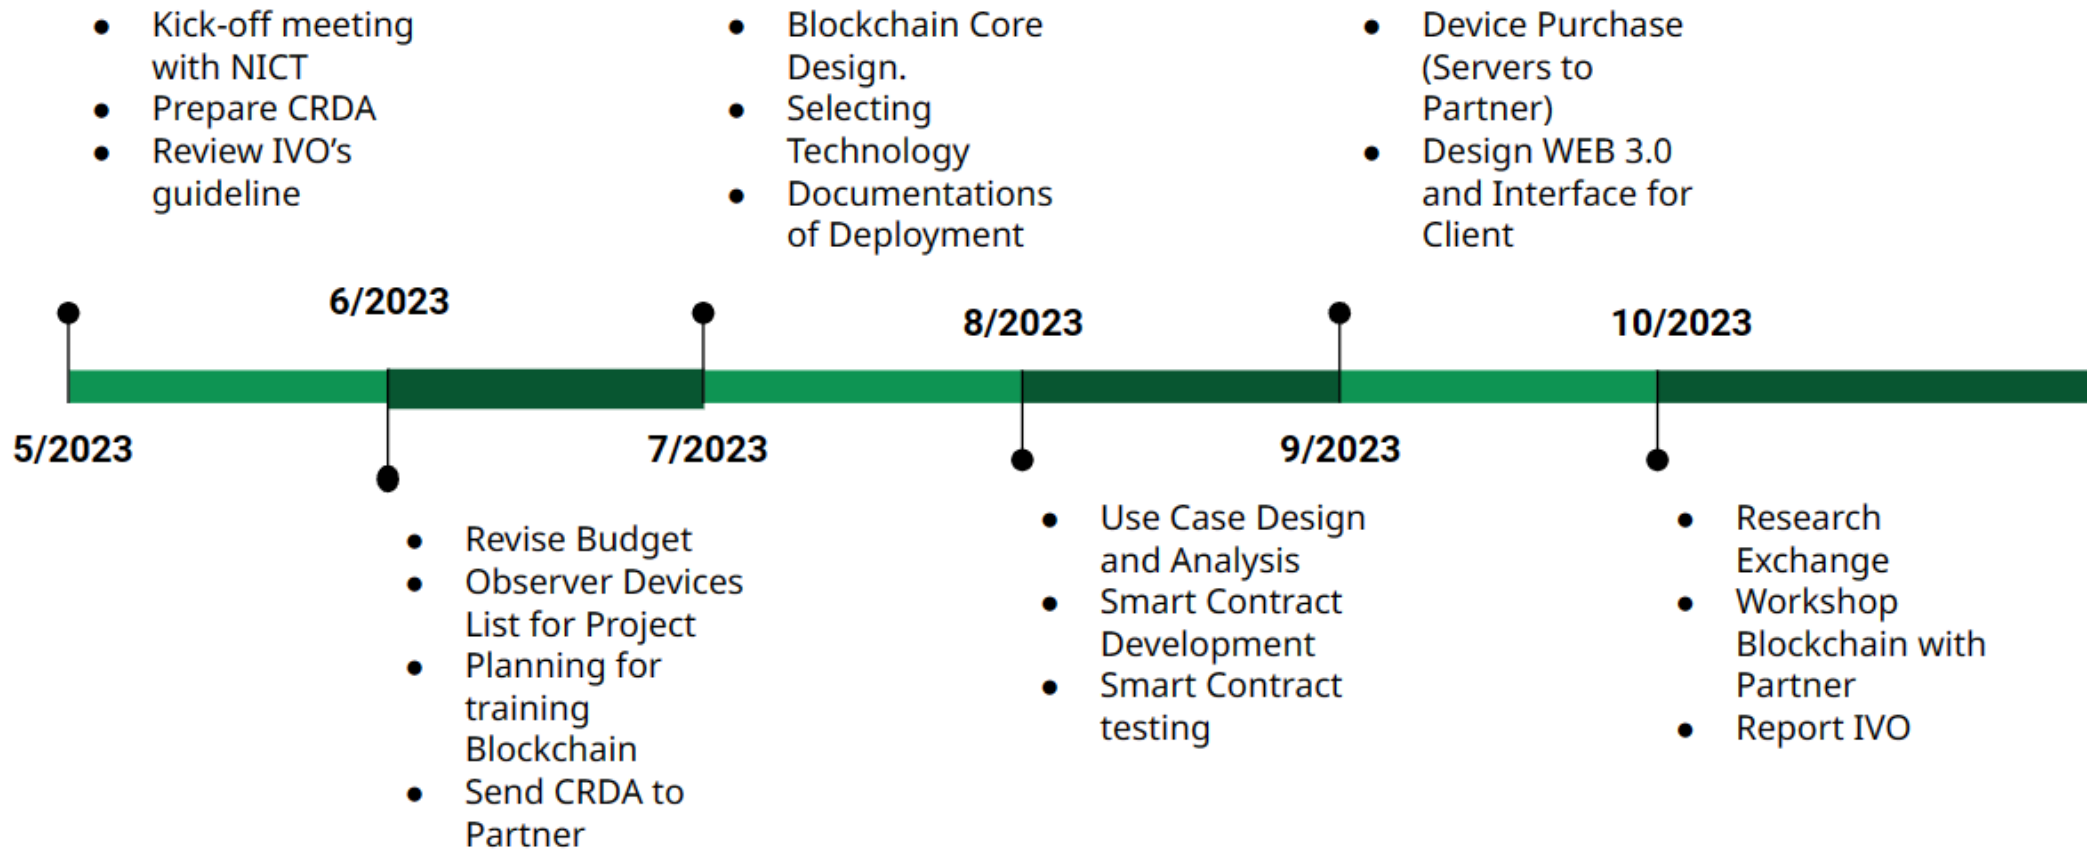 ● Kick-off meeting
with NICT
● Prepare CRDA
● Review IVO’s
guideline
● Blockchain Core
Design.
● Selecting
Technology
● Documentations
of Deployment
● Device Purchase
(Servers to
Partner)
● Design WEB 3.0
and Interface for
Client
6/2023
8/2023
10/2023
5/2023
7/2023
9/2023
● Revise Budget
● Observer Devices
List for Project
● Planning for
training
Blockchain
● Send CRDA to
Partner
● Use Case Design
and Analysis
● Smart Contract
Development
● Smart Contract
testing
● Research
Exchange
● Workshop
Blockchain with
Partner
● Report IVO